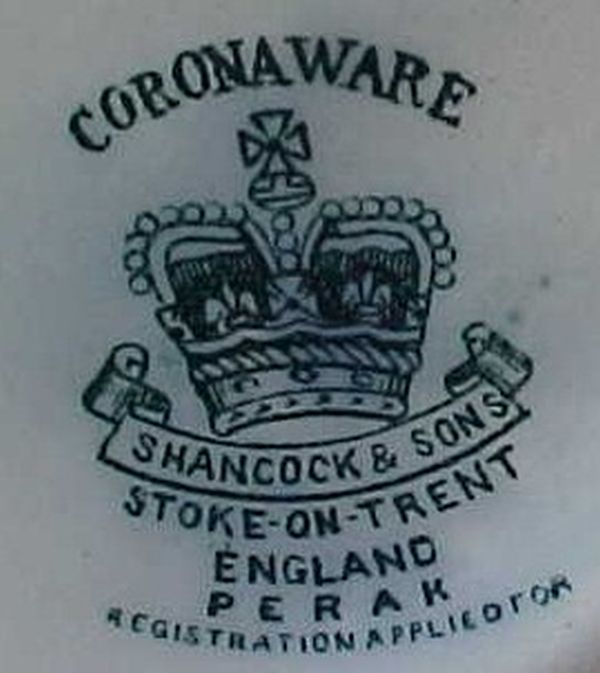 CORONAWARE
SHANCOCK & SONS
STOKE-ON-TRENT
ENGLAND
PERAK
REGISTRATION APPLIED FOR